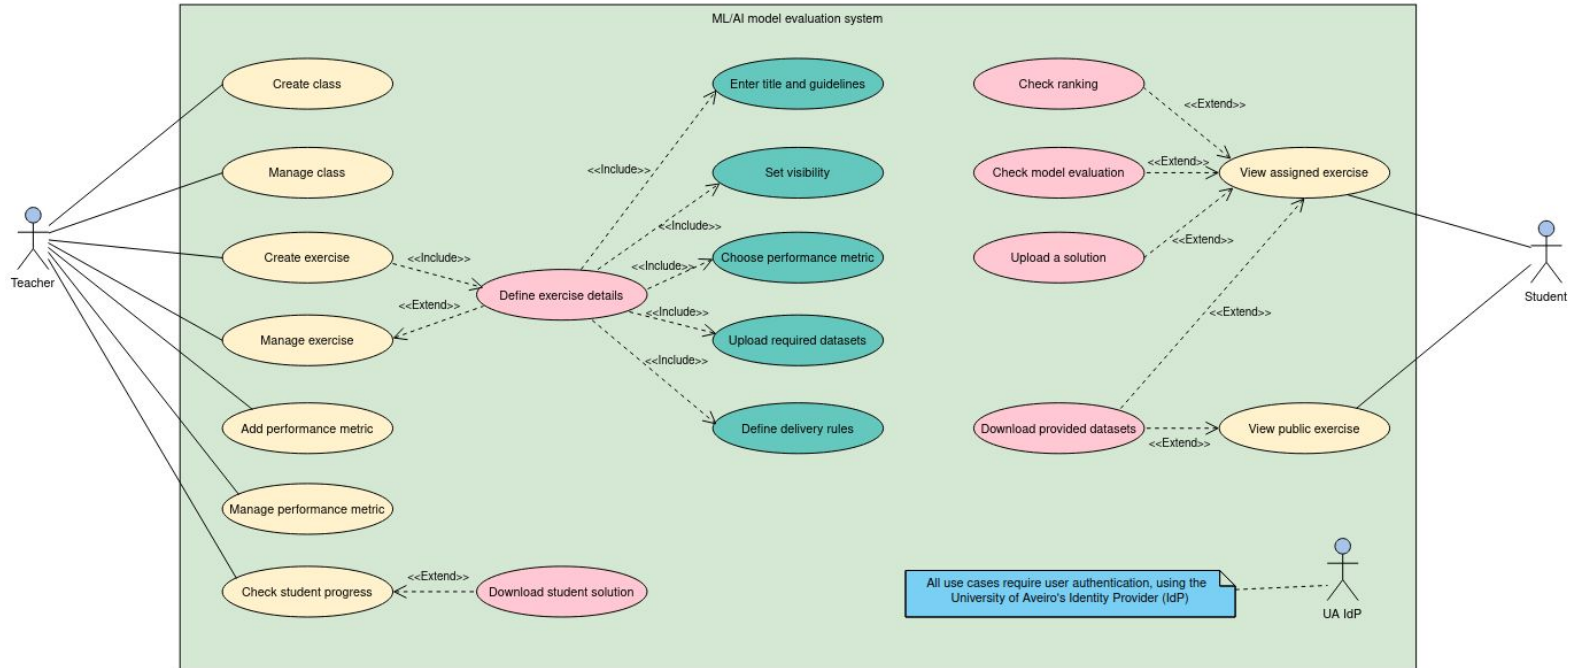 ML/AI model evaluation system
Create class
Enter title and guidelines
Check ranking
<<Extend>>
<<Include>>
<<Extend>>
Manage class
Set visibility
Check model evaluation
View assigned exercise
<<Include>>
<<Extend>>
Teacher
Create exercise
<<Include>>
<<Include>>
Choose performance metric
Upload a solution
Student
Define exercise details
<<Extend>>
<<Include>>
<<Extend>>
Manage exercise
Upload required datasets
<<Include>>
Add performance metric
Define delivery rules
Download provided datasets
<<Extend>>
View public exercise
Manage performance metric
<<Extend>>
Check student progress
Download student solution
All use cases require user authentication, using the
University of Aveiro's Identity Provider (IdP)
UA IdP